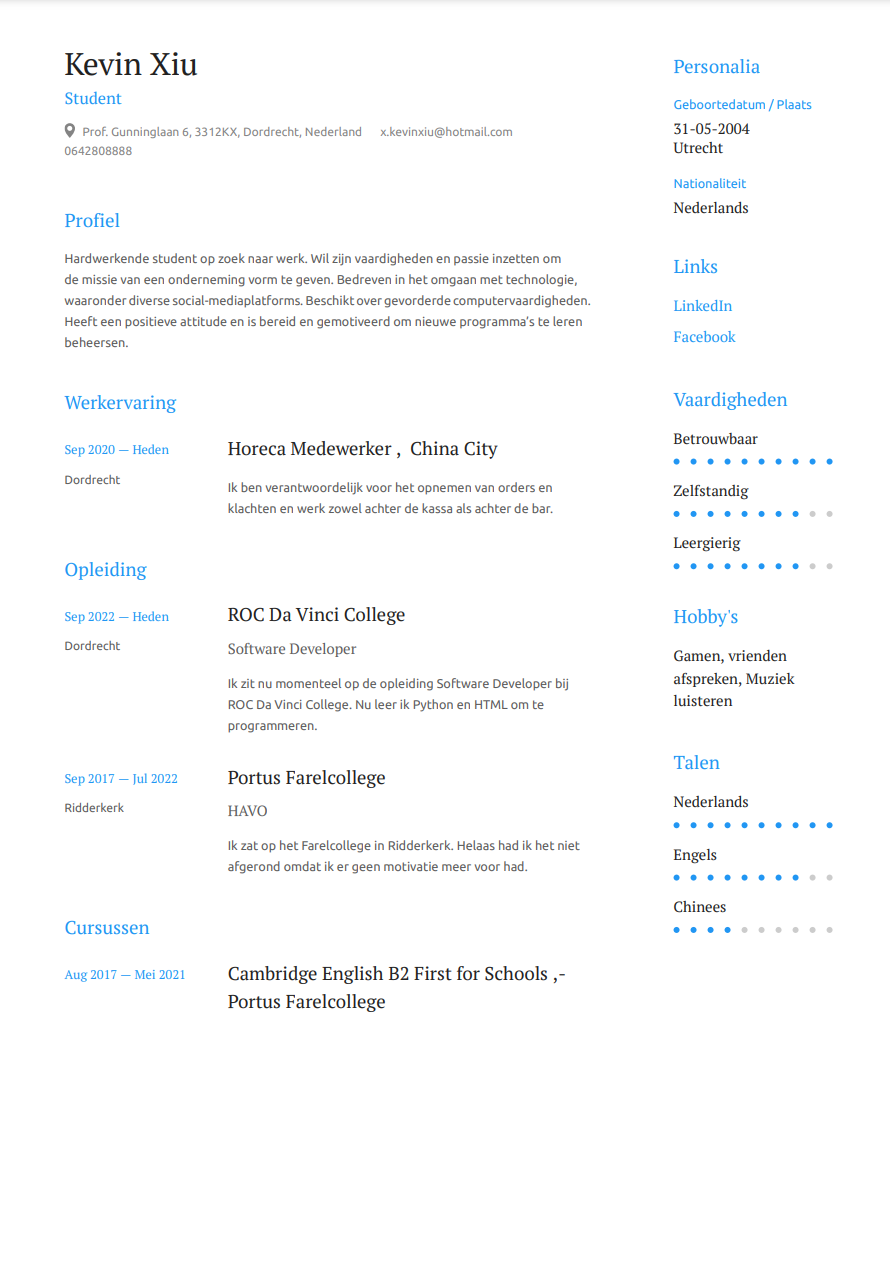 Kevin Xiu
Student
Prof. Gunninglaan 6, 3312KX, Dordrecht, Nederland x.kevinxiu@hotmail.com
0642808888
Profiel
Hardwerkende student op zoek naar werk. Wil zijn vaardigheden en passie inzetten om
de missie van een onderneming vorm te geven. Bedreven in het omgaan met technologie,
waaronder diverse social-mediaplatforms. Beschikt over gevorderde computervaardigheden.
Heeft een positieve attitude en is bereid en gemotiveerd om nieuwe programma's te leren
beheersen.
Werkervaring
Sep 2020 — Heden
Dordrecht
Horeca Medewerker , China City
Ik ben verantwoordelijk voor het opnemen van orders en
klachten en werk zowel achter de kassa als achter de bar.
Opleiding
Sep 2022 — Heden
Dordrecht
ROC Da Vinci College
Software Developer
Ik zit nu momenteel op de opleiding Software Developer bij
ROC Da Vinci College. Nu leer ik Python en HTML om te
programmeren.
Sep 2017 — Jul 2022
Ridderkerk
Portus Farelcollege
HAVO
Ik zat op het Farelcollege in Ridderkerk. Helaas had ik het niet
afgerond omdat ik er geen motivatie meer voor had.
Cursussen
Aug 2017 — Mei 2021
Cambridge English B2 First for Schools ,-
Portus Farelcollege
Personalia
Geboortedatum / Plaats
31-05-2004
Utrecht
Nationaliteit
Nederlands
Links
LinkedIn
Facebook
Vaardigheden
Betrouwbaar
Zelfstandig
Leergierig
Hobby's
Gamen, vrienden
afspreken, Muziek
luisteren
Talen
Nederlands
Engels
Chinees